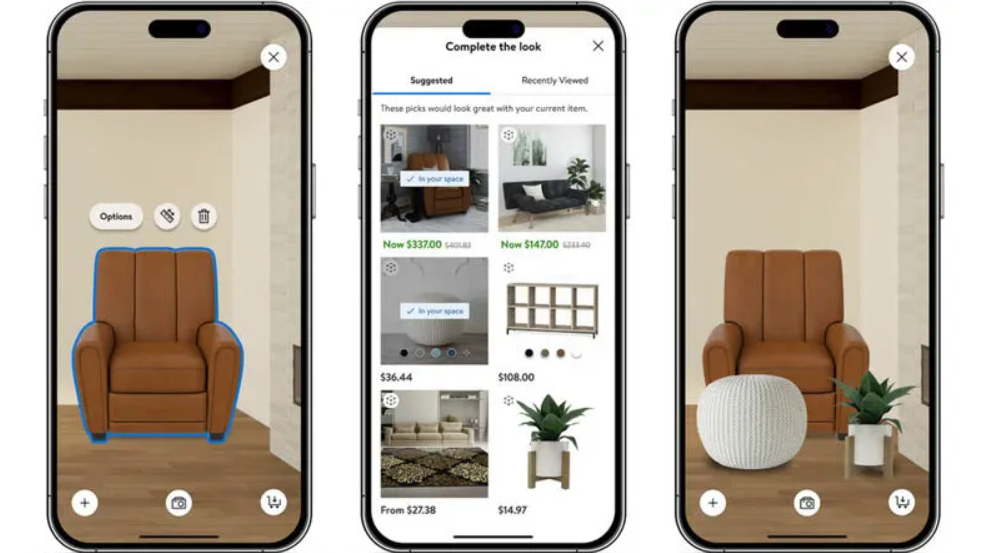 Options
Complete the look
Suggested
Recently Viewed
These picks would look great with your current item.
In your space
Now $337.00 $401.83
Now $147.00 $233.40
In your space
$36.44
$108.00
From $27.38
$14.97